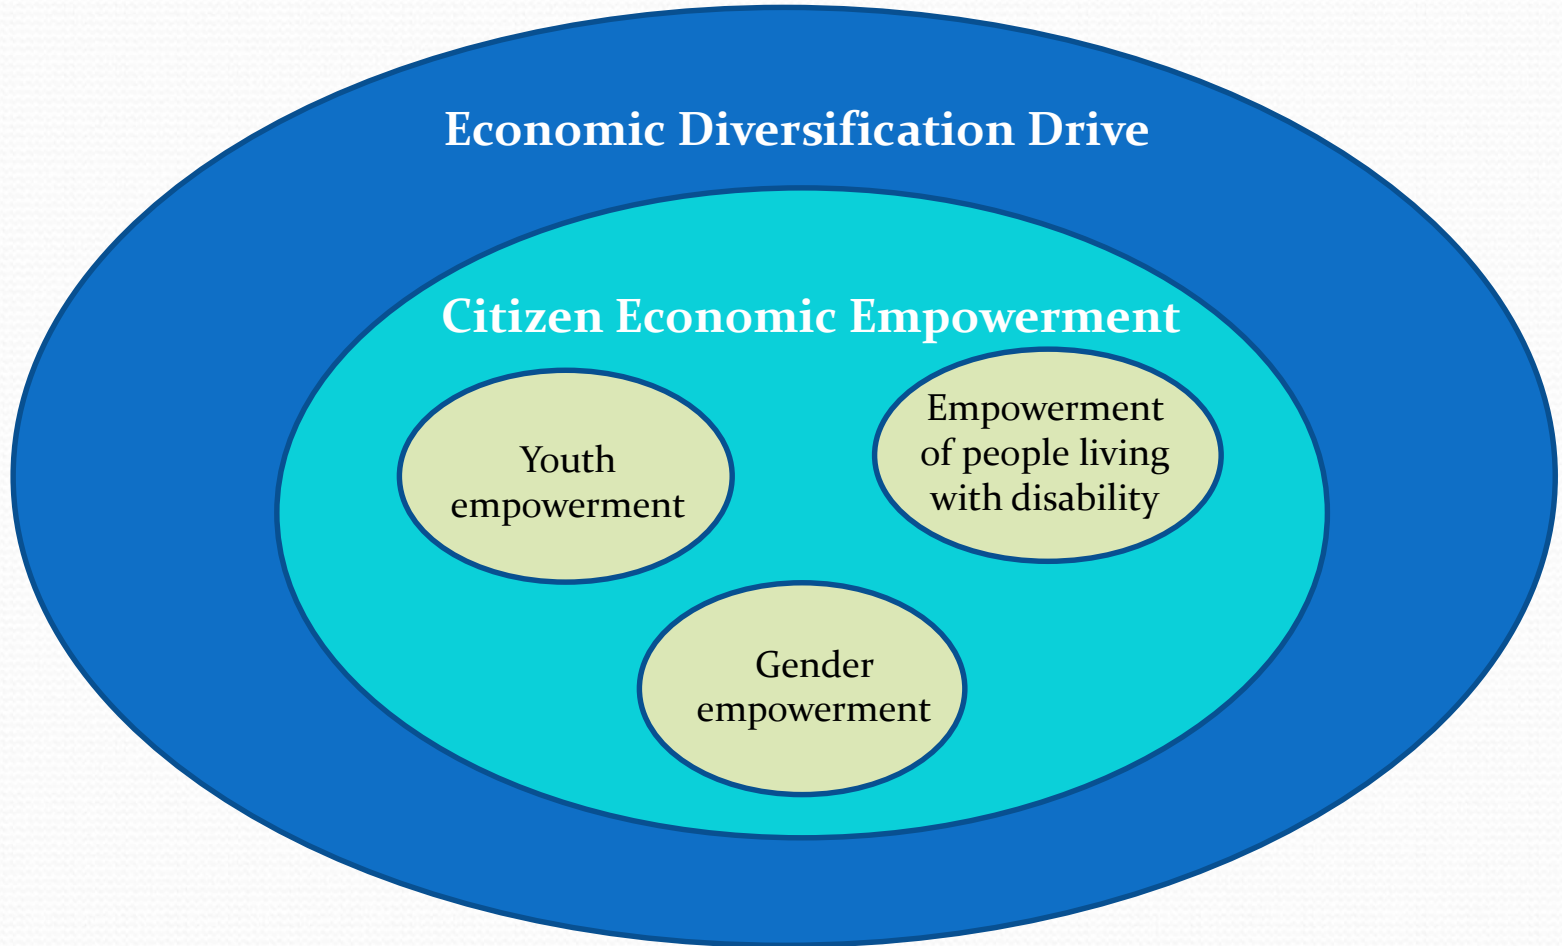 Economic Diversification Drive
Citizen Economic Empowerment
Youth
empowerment
Empowerment
of people living
with disability
Gender
empowerment